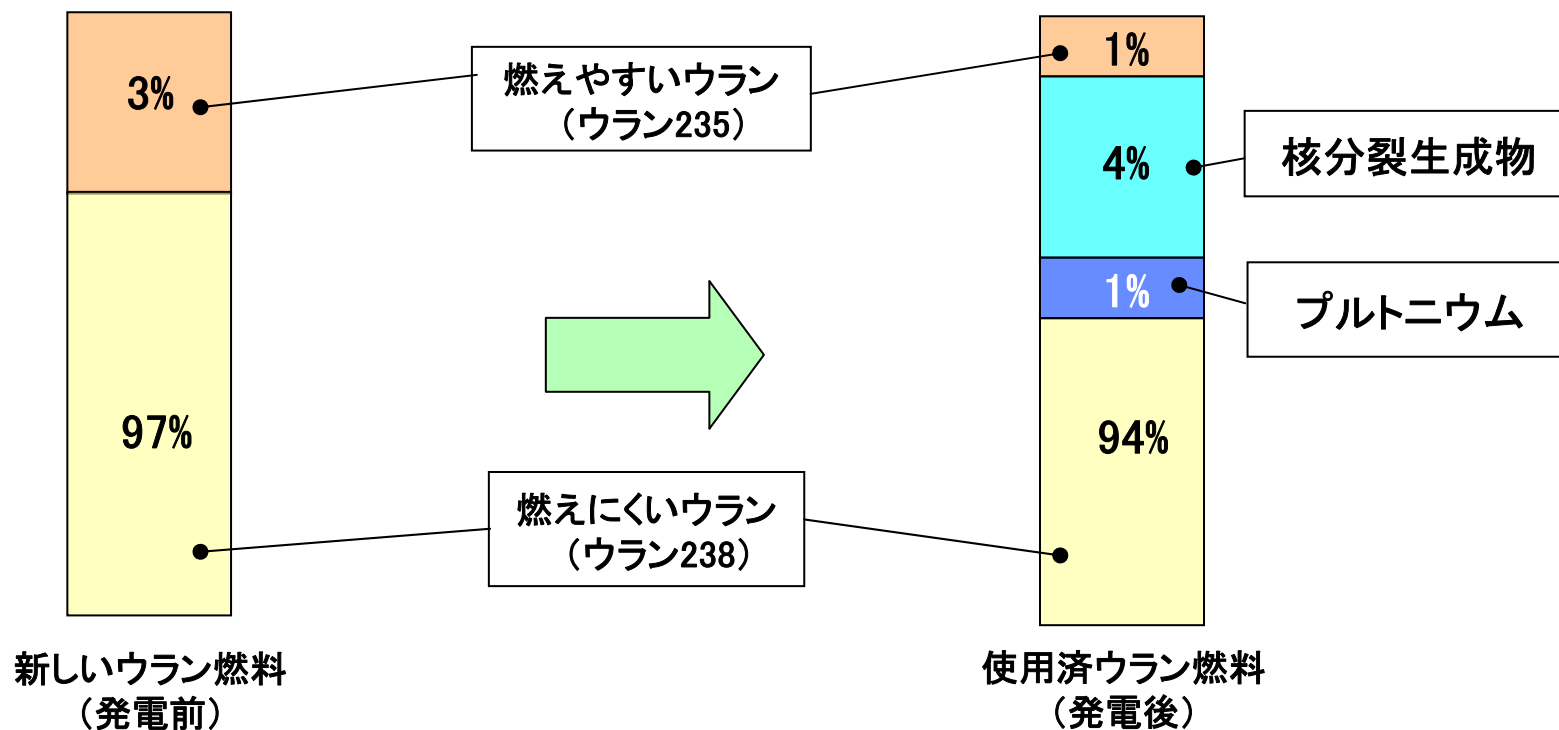 3%
97%
燃えやすいウラン
（ウラン235）
燃えにくいウラン
（ウラン238）
1%
4%
1%
94%
核分裂生成物
プルトニウム
新しいウラン燃料
（発電前）
使用済ウラン燃料
（発電後）